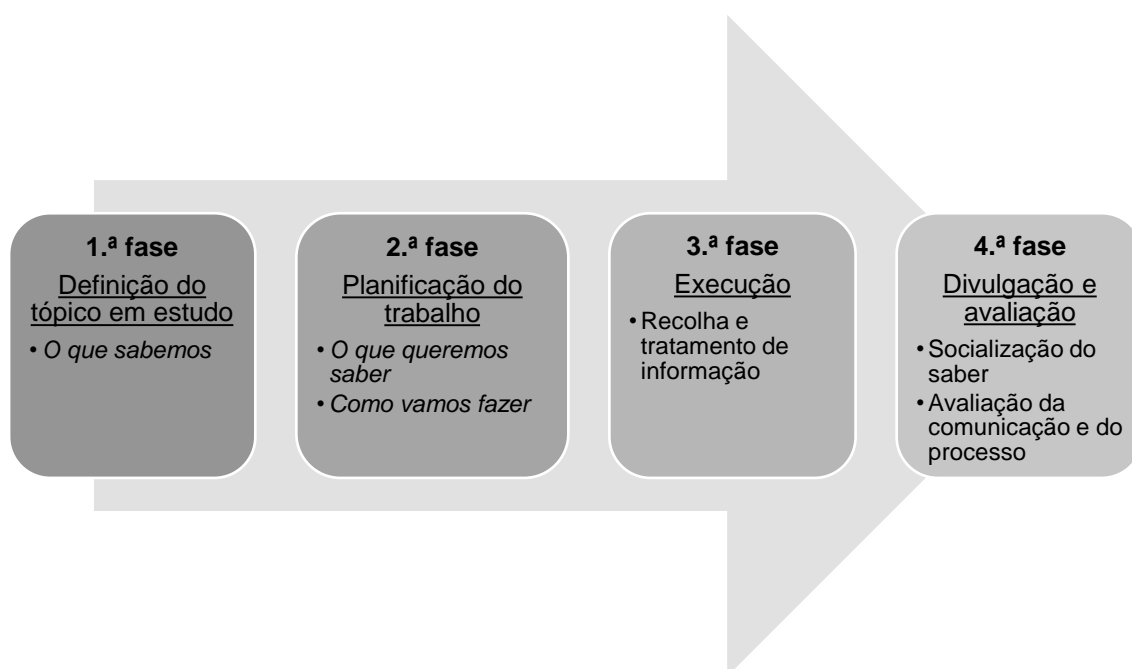 1.ª fase
Definição do
tópico em estudo
• O que sabemos
2.ª fase
Planificação do
trabalho
• O que queremos
saber
• Como vamos fazer
3.ª fase
Execução
• Recolha e
tratamento de
informação
4.ª fase
Divulgação e
avaliação
• Socialização do
saber
• Avaliação da
comunicação e do
processo